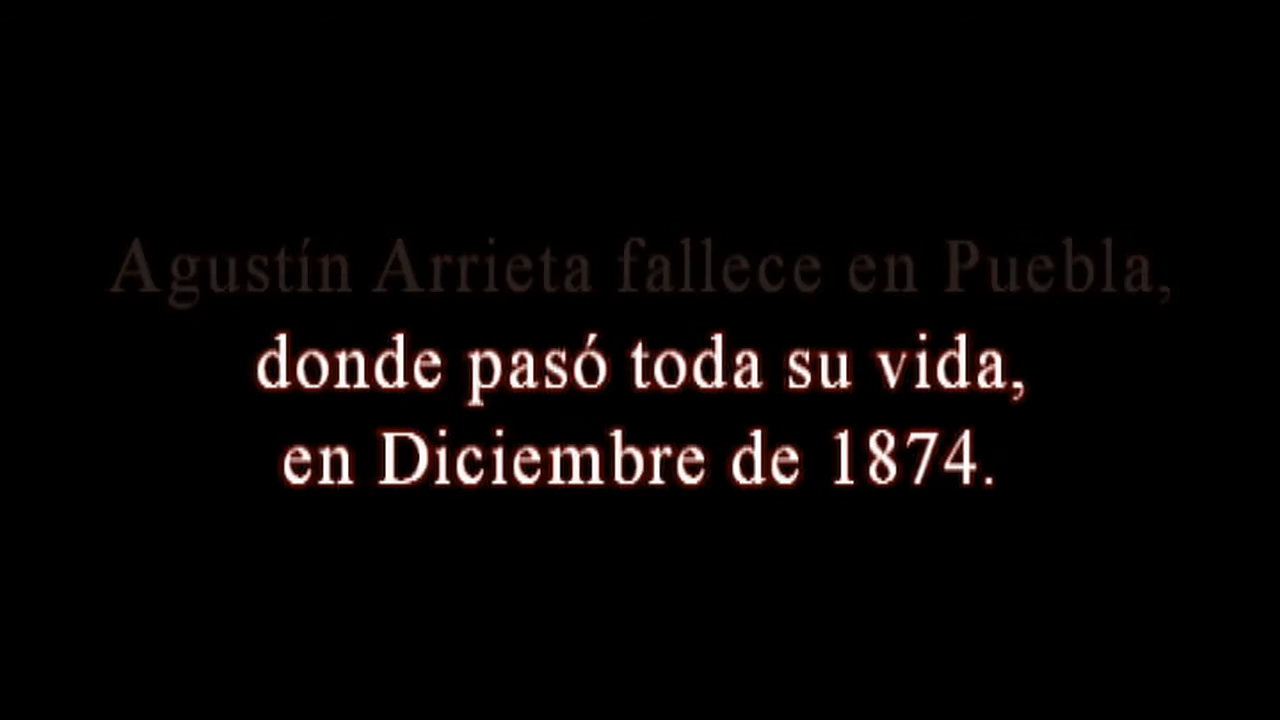 Agustín Arrieta fallece en Puebla,
donde pasó toda su vida,
en Diciembre de 1874.